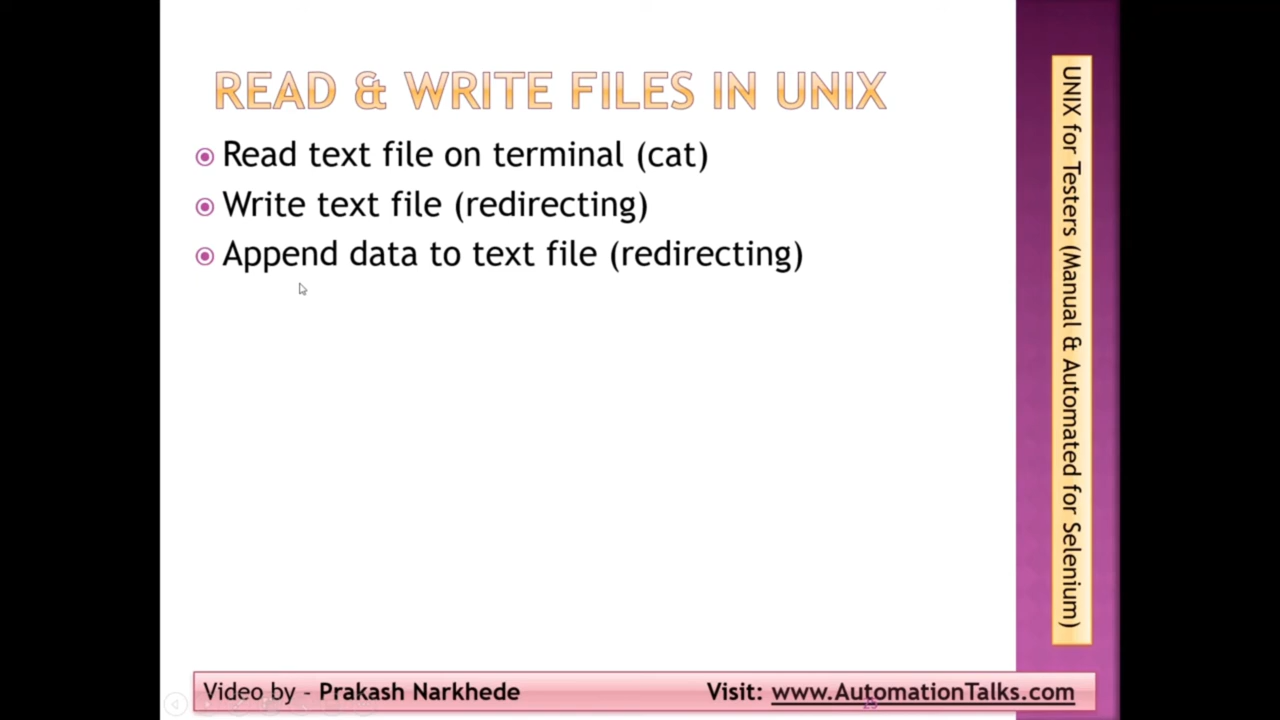 READ & WRITE FILES IN UNIX
Read text file on terminal (cat)
Write text file (redirecting)
Append data to text file (redirecting)
UNIX for Testers (Manual & Automated for Selenium)
Video by - Prakash Narkhede
Visit: www.AutomationTalks.com